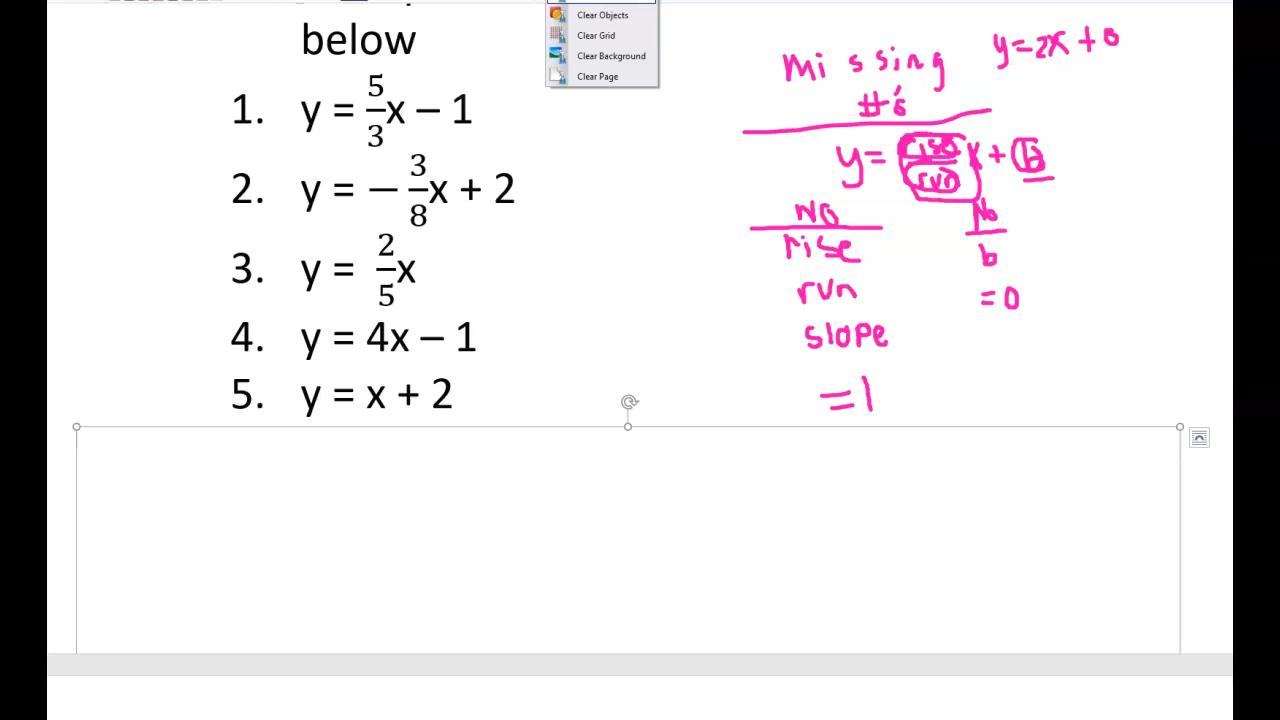 below
1. y = 5/3x – 1
2. y = – 3/8x + 2
3. y = 2/5x
4. y = 4x – 1
5. y = x + 2
Clear Objects
Clear Grid
Clear Background
Clear Page
missing
#'s
y=2x+0
y= rise/run x + b
NO
rise
run
slope
=1
No
b
=0